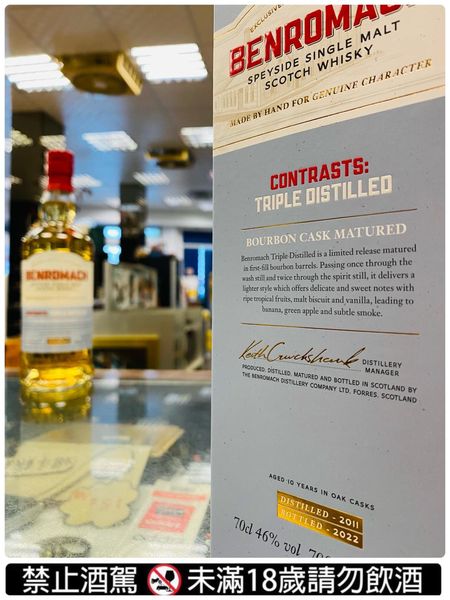 EXCLUSIVE
BENROMACH
SPEYSIDE SINGLE MALT
SCOTCH WHISKY
MADE BY HAND FOR GENUINE CHARACTER
CONTRASTS:
TRIPLE DISTILLED
BOURBON CASK MATURED
Benromach Triple Distilled is a limited release matured
in first-fill bourbon barrels. Passing once through the
wash still and twice through the spirit still, it delivers a
lighter style which offers delicate and sweet notes with
ripe tropical fruits, malt biscuit and vanilla, leading to
banana, green apple and subtle smoke.
Keith Cruickshank
DISTILLERY
MANAGER
PRODUCED, DISTILLED, MATURED AND BOTTLED IN SCOTLAND BY
THE BENROMACH DISTILLERY COMPANY LTD. FORRES, SCOTLAND
AGED 10 YEARS IN OAK CASKS
DISTILLED - 2011
BOTTLED - 2022
70cl 46% vol
BENROMACH
禁止酒駕 未滿18歲請勿飲酒